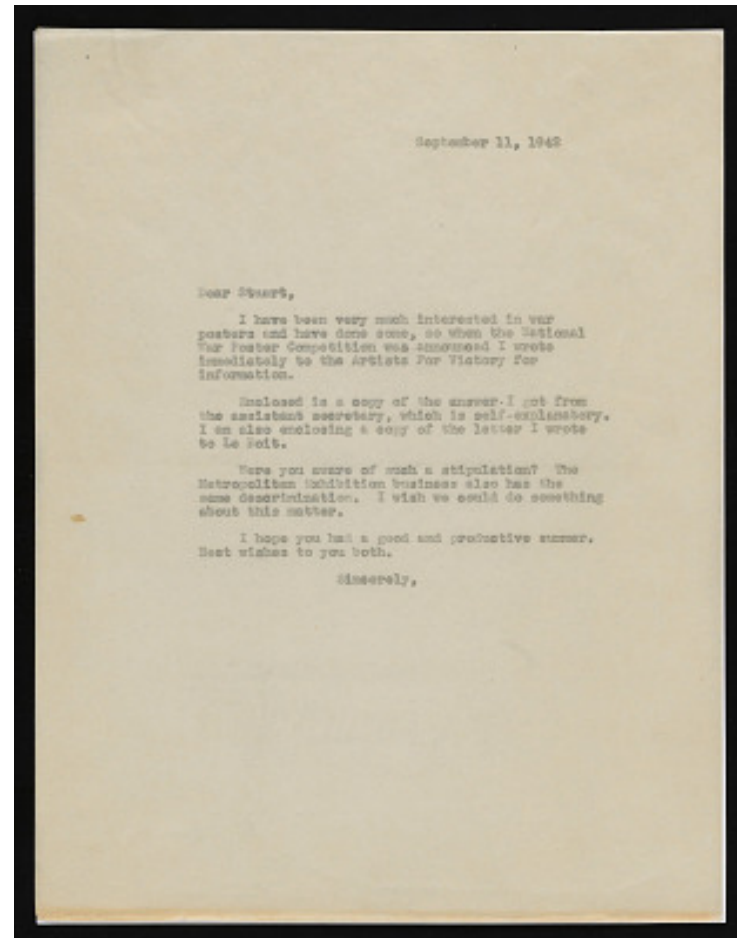 September 11, 1942
Dear Stuart,
I have been very much interested in war
posters and have done some, so when the National
War Poster Competition was announced I wrote
immediately to the Artists For Victory for
information.
Enclosed is a copy of the answer I got from
the assistant secretary, which is self-explanatory.
I am also enclosing a copy of the letter I wrote
to Le Boit.
Were you aware of such a stipulation? The
Metropolitan Exhibition business also has the
same descrimination. I wish we could do something
about this matter.
I hope you had a good and productive summer.
Best wishes to you both.
Sincerely,